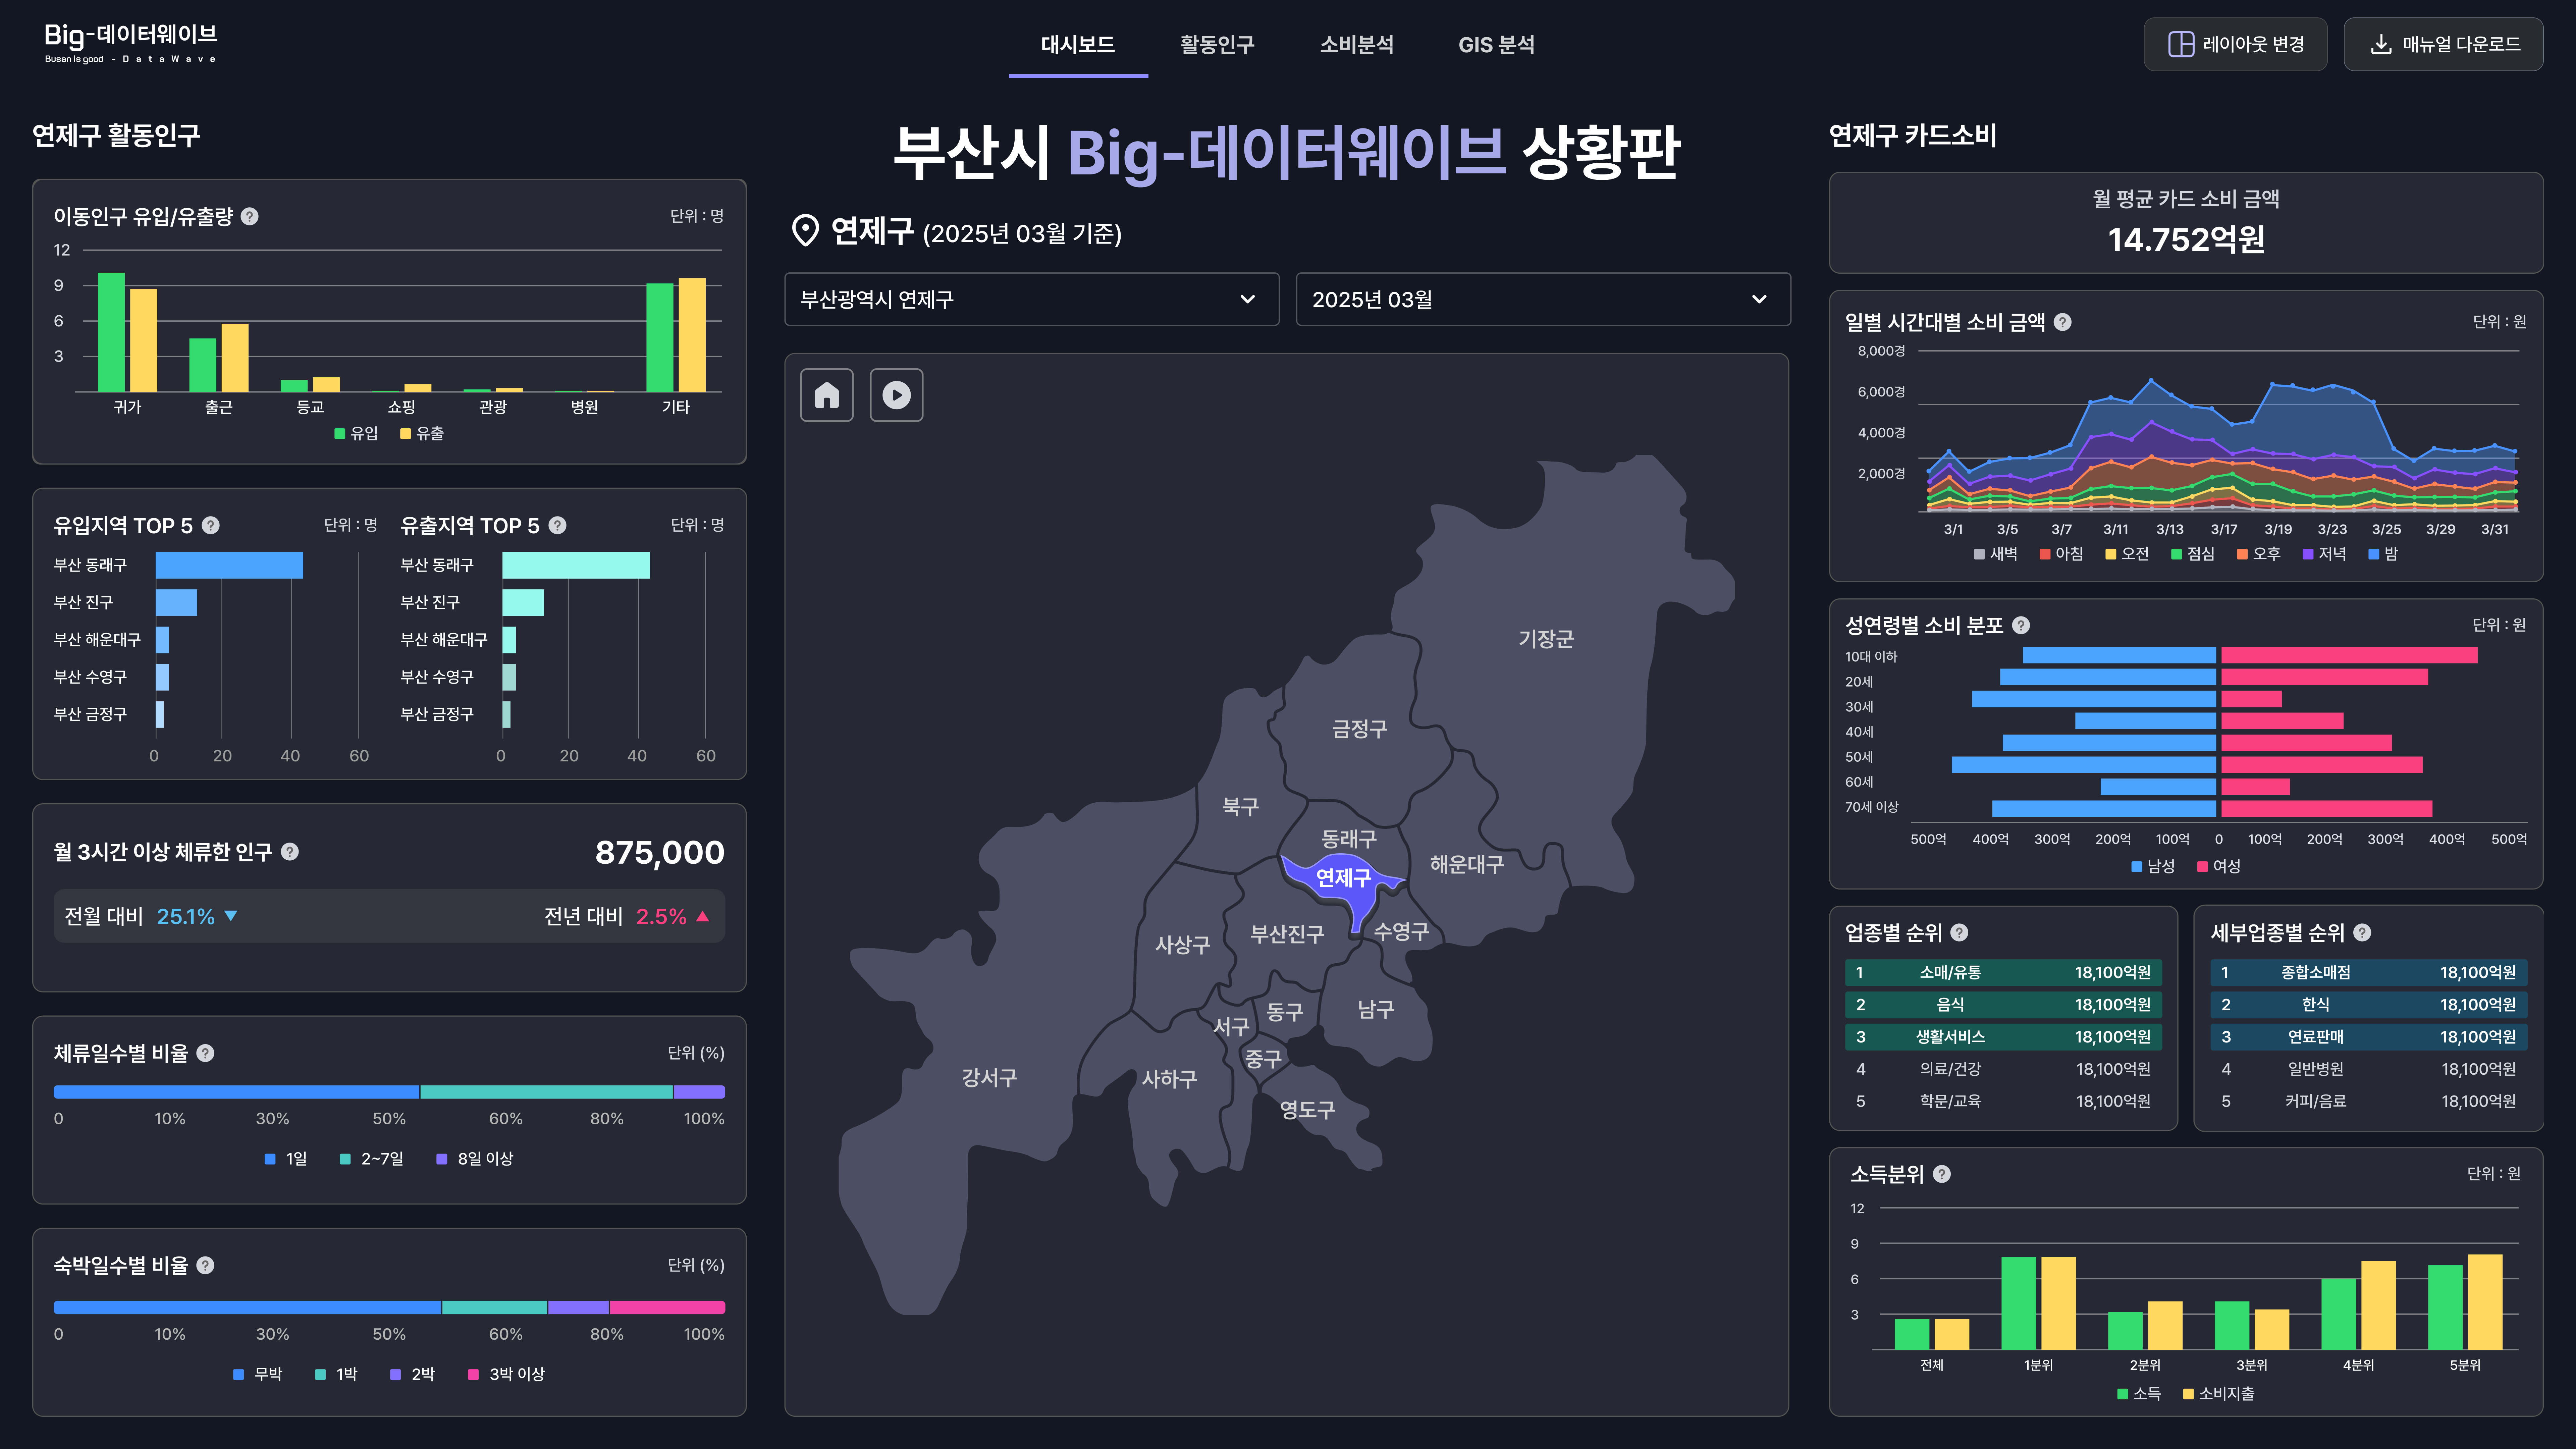 Big-데이터웨이브
Busan is good - D a t a W a v e
대시보드 활동인구 소비분석 GIS 분석
레이아웃 변경 매뉴얼 다운로드
연제구 활동인구
이동인구 유입/유출량 ? 단위 : 명
12
9
6
3
귀가 출근 등교 쇼핑 관광 병원 기타
유입 유출
유입지역 TOP 5 ? 단위 : 명
부산 동래구
부산 진구
부산 해운대구
부산 수영구
부산 금정구
0 20 40 60
유출지역 TOP 5 ? 단위 : 명
부산 동래구
부산 진구
부산 해운대구
부산 수영구
부산 금정구
0 20 40 60
월 3시간 이상 체류한 인구 ? 875,000
전월 대비 25.1% ▼ 전년 대비 2.5% ▲
체류일수별 비율 ? 단위 (%)
0 10% 30% 50% 60% 80% 100%
1일 2~7일 8일 이상
숙박일수별 비율 ? 단위 (%)
0 10% 30% 50% 60% 80% 100%
무박 1박 2박 3박 이상
부산시 Big-데이터웨이브 상황판
연제구 (2025년 03월 기준)
부산광역시 연제구 2025년 03월
기장군
금정구
북구
동래구
해운대구
연제구
수영구
부산진구
사상구
남구
동구
서구
중구
강서구
사하구
영도구
연제구 카드소비
월 평균 카드 소비 금액
14.752억원
일별 시간대별 소비 금액 ? 단위 : 원
8,000경
6,000경
4,000경
2,000경
3/1 3/5 3/7 3/11 3/13 3/17 3/19 3/23 3/25 3/29 3/31
새벽 아침 오전 점심 오후 저녁 밤
성연령별 소비 분포 ? 단위 : 원
10대 이하
20세
30세
40세
50세
60세
70세 이상
500억 400억 300억 200억 100억 0 100억 200억 300억 400억 500억
남성 여성
업종별 순위 ?
1 소매/유통 18,100억원
2 음식 18,100억원
3 생활서비스 18,100억원
4 의료/건강 18,100억원
5 학문/교육 18,100억원
세부업종별 순위 ?
1 종합소매점 18,100억원
2 한식 18,100억원
3 연료판매 18,100억원
4 일반병원 18,100억원
5 커피/음료 18,100억원
소득분위 ? 단위 : 원
12
9
6
3
전체 1분위 2분위 3분위 4분위 5분위
소득 소비지출